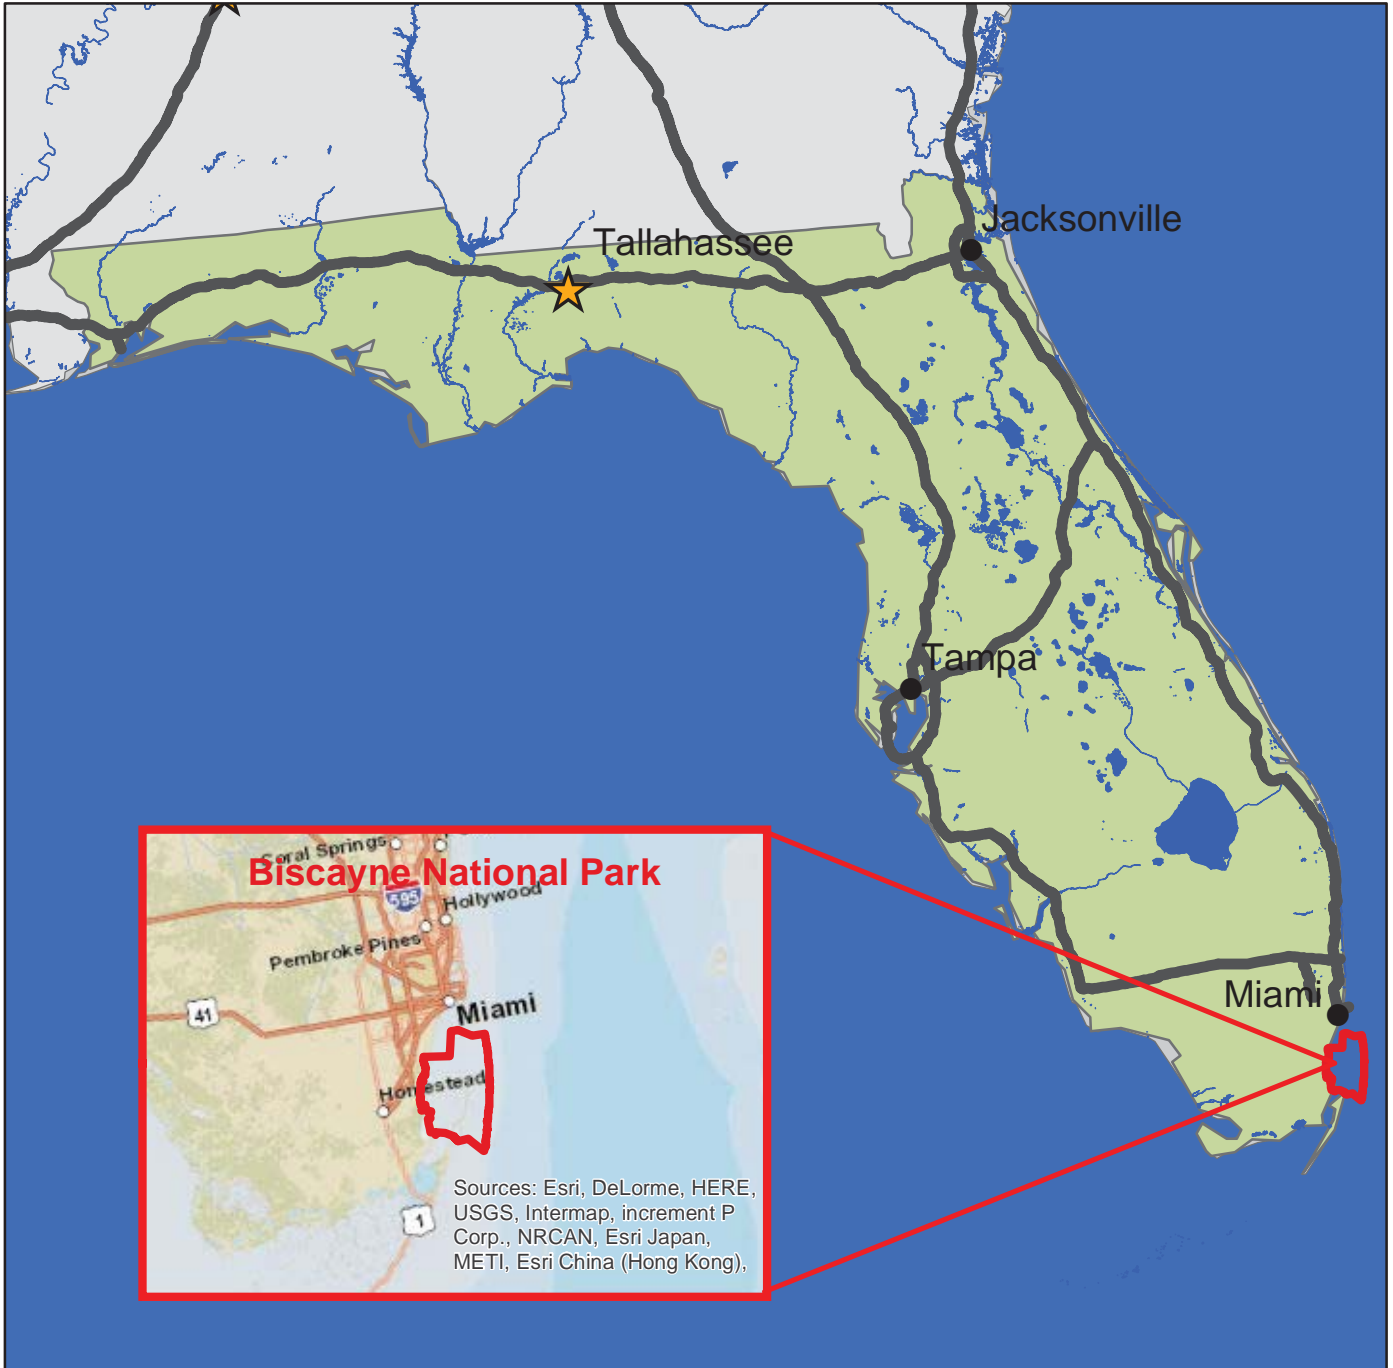 Jacksonville
Tallahassee
Tampa
Miami
Coral Springs
Biscayne National Park
595
Hollywood
Pembroke Pines
41
Miami
Homestead
1
Sources: Esri, DeLorme, HERE,
USGS, Intermap, increment P
Corp., NRCAN, Esri Japan,
METI, Esri China (Hong Kong),